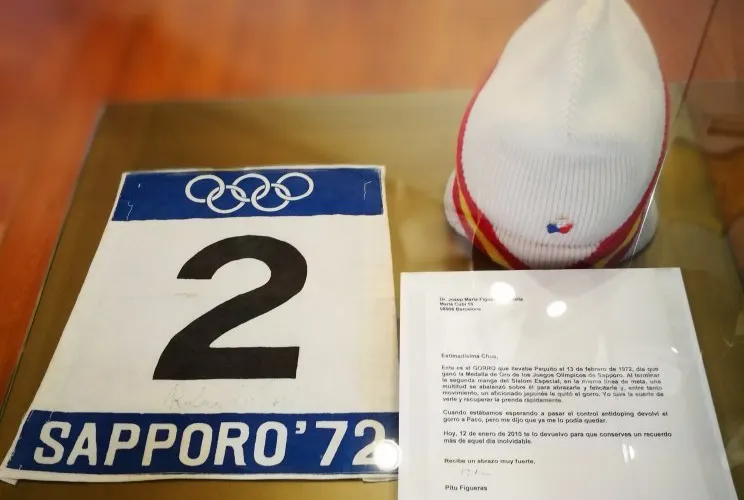 2
SAPPORO'72
Dr. Josep Maria
Maria Cubí
Barcelona
Estimadísima Chus,
Este es el GORRO que llevaba Paquito el 13 de febrero de 1972, día que
ganó la Medalla de Oro de los Juegos Olímpicos de Sapporo. Al terminar
la segunda manga del Slalom Especial, en la misma línea de meta, una
multitud se abalanzó sobre él para abrazarle y felicitarle y, entre tanto
movimiento, un aficionado japonés le quitó el gorro. Yo tuve la suerte de
verle y recuperar la prenda rápidamente.
Cuando estábamos esperando a pasar el control antidoping devolví el
gorro a Paco, pero me dijo que ya me lo podía quedar.
Hoy, 12 de enero de 2010 te lo devuelvo para que conserves un recuerdo
más de aquel día inolvidable.
Recibe un abrazo muy fuerte,
Pitu Figueras